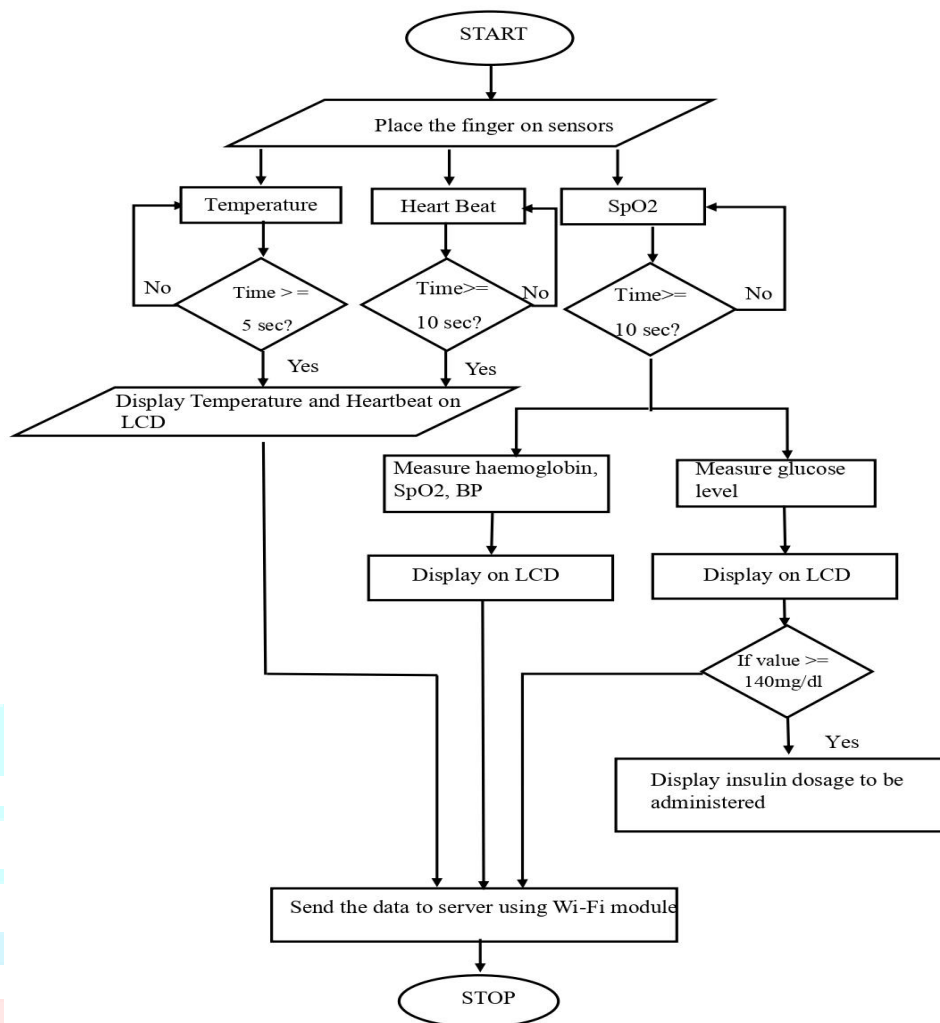 START
Place the finger on sensors
Temperature
Heart Beat
SpO2
No
Time > =
5 sec?
Time>=
10 sec?
No
Time>=
10 sec?
No
Yes
Yes
Display Temperature and Heartbeat on
LCD
Measure haemoglobin,
SpO2, BP
Measure glucose
level
Display on LCD
Display on LCD
If value >=
140mg/dl
Yes
Display insulin dosage to be
administered
Send the data to server using Wi-Fi module
STOP